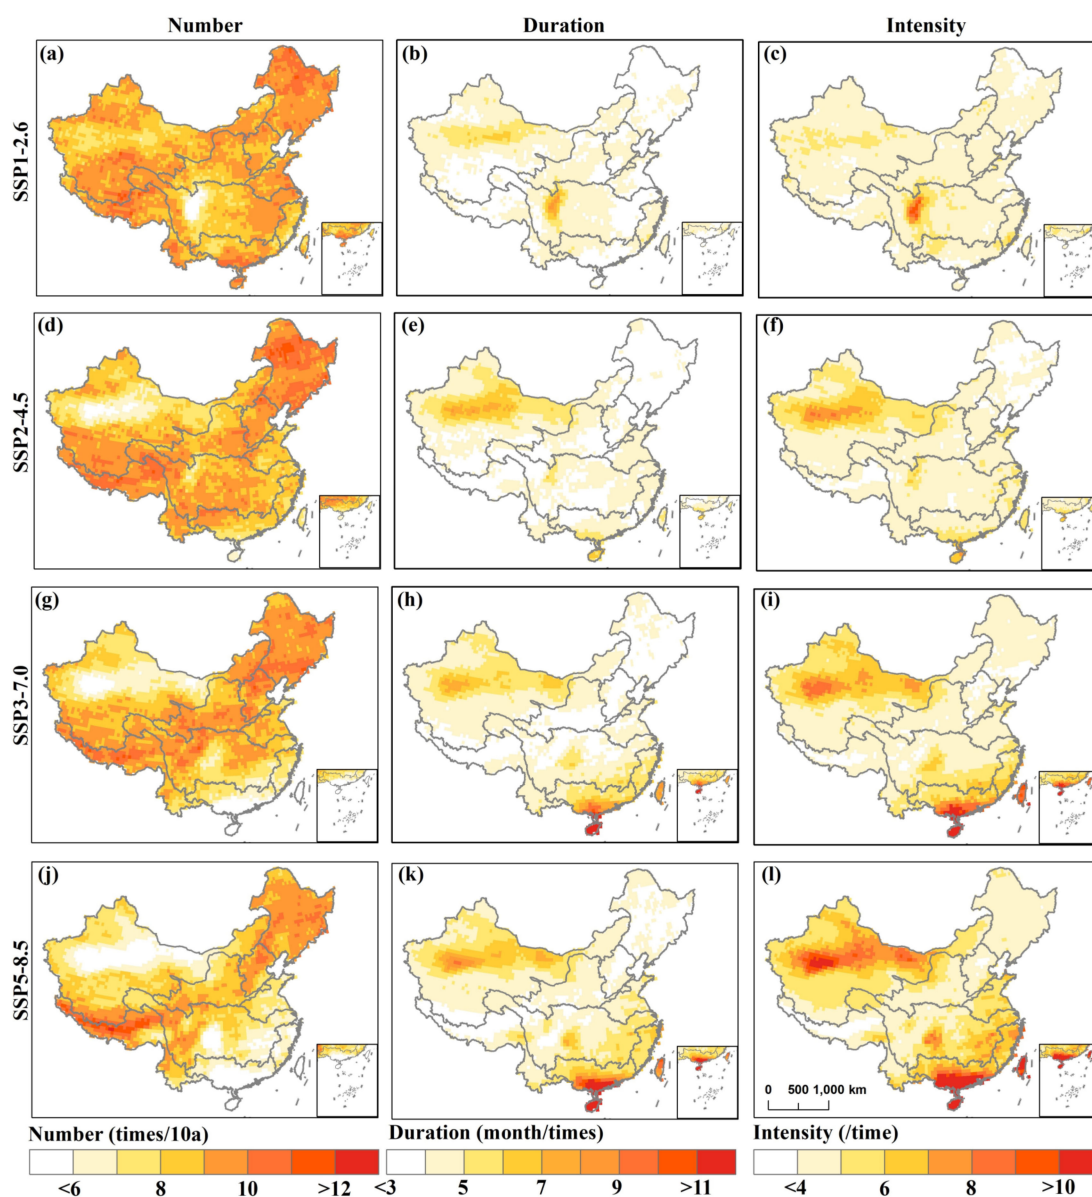 Number Duration Intensity
SSP1-2.6
(a) (b) (c)
SSP2-4.5
(d) (e) (f)
SSP3-7.0
(g) (h) (i)
SSP5-8.5
(j) (k) (l)
0 500 1,000 km
Number (times/10a) Duration (month/times) Intensity (/time)
<6 8 10 >12 <3 5 7 9 >11 <4 6 8 >10